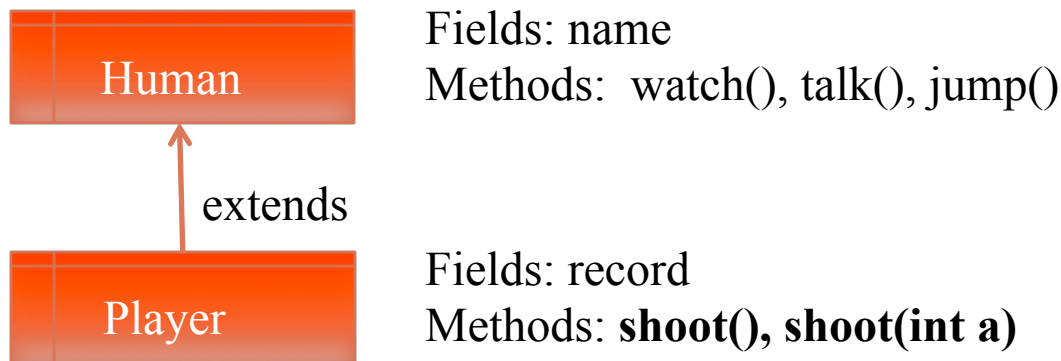 Human
Fields: name
Methods: watch(), talk(), jump()
extends
Player
Fields: record
Methods: shoot(), shoot(int a)